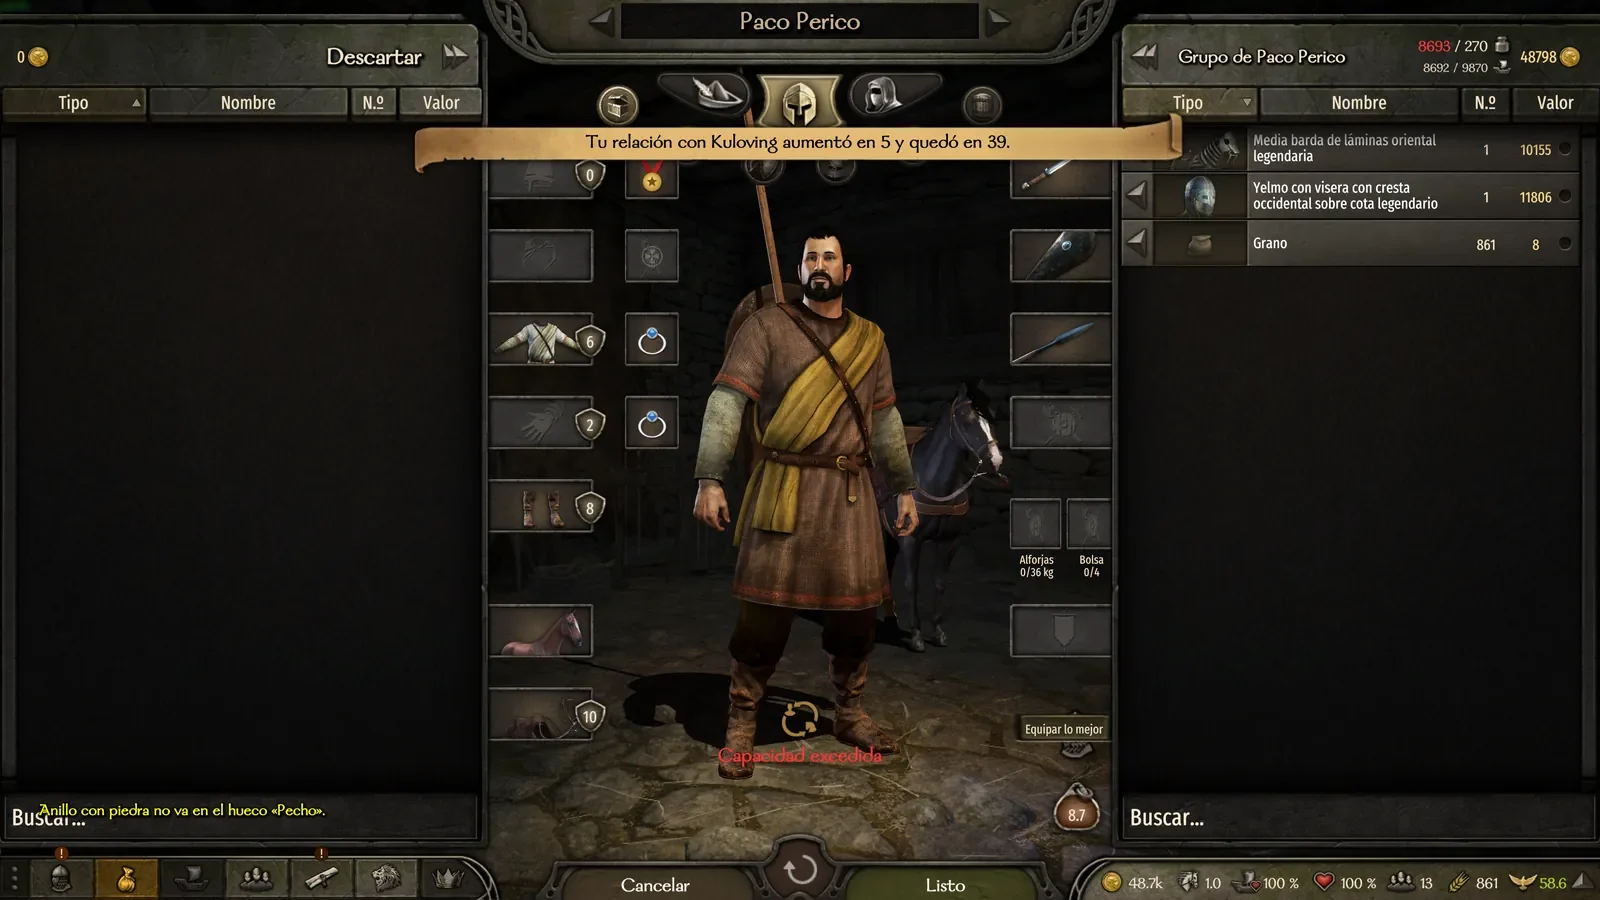 Paco Perico
0
Descartar
Grupo de Paco Perico
8693 / 270
8692 / 9870
48798
Tipo
Nombre
N.º
Valor
Tipo
Nombre
N.º
Valor
Tu relación con Kuloving aumentó en 5 y quedó en 39.
Media barda de láminas oriental
legendaria
1
10155
Yelmo con visera con cresta
occidental sobre cota legendario
1
11806
Grano
861
8
0
6
2
8
10
Alforjas
0/36 kg
Bolsa
0/4
Equipar lo mejor
Capacidad excedida
8.7
Anillo con piedra no va en el hueco «Pecho».
Buscar...
Buscar...
Cancelar
Listo
48.7k
1.0
100 %
100 %
13
861
58.6